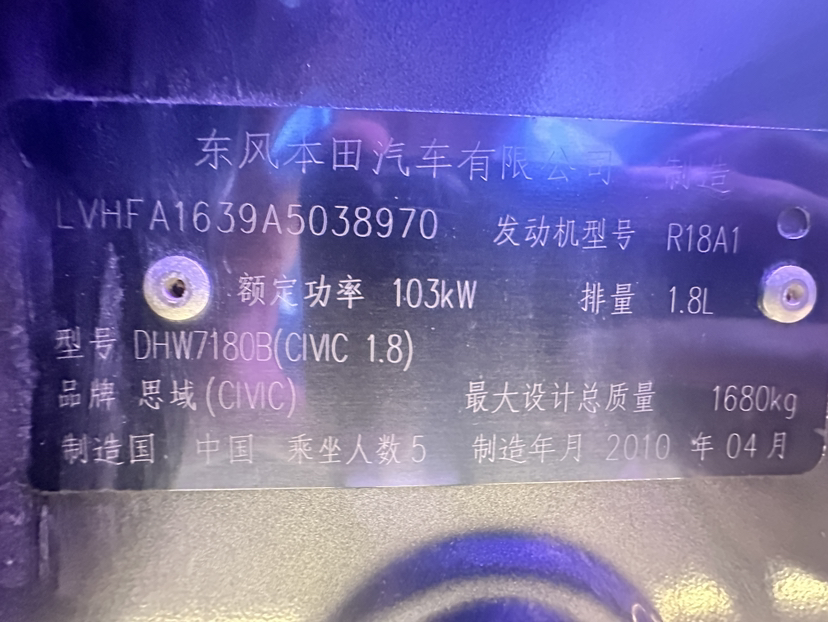 东风本田汽车有限公司 制造
LVHFA1639A5038970 发动机型号 R18A1
额定功率 103kW 排量 1.8L
型号 DHW7180B(CIVIC 1.8)
品牌 思域(CIVIC) 最大设计总质量 1680kg
制造国 中国 乘坐人数 5 制造年月 2010 年 04 月